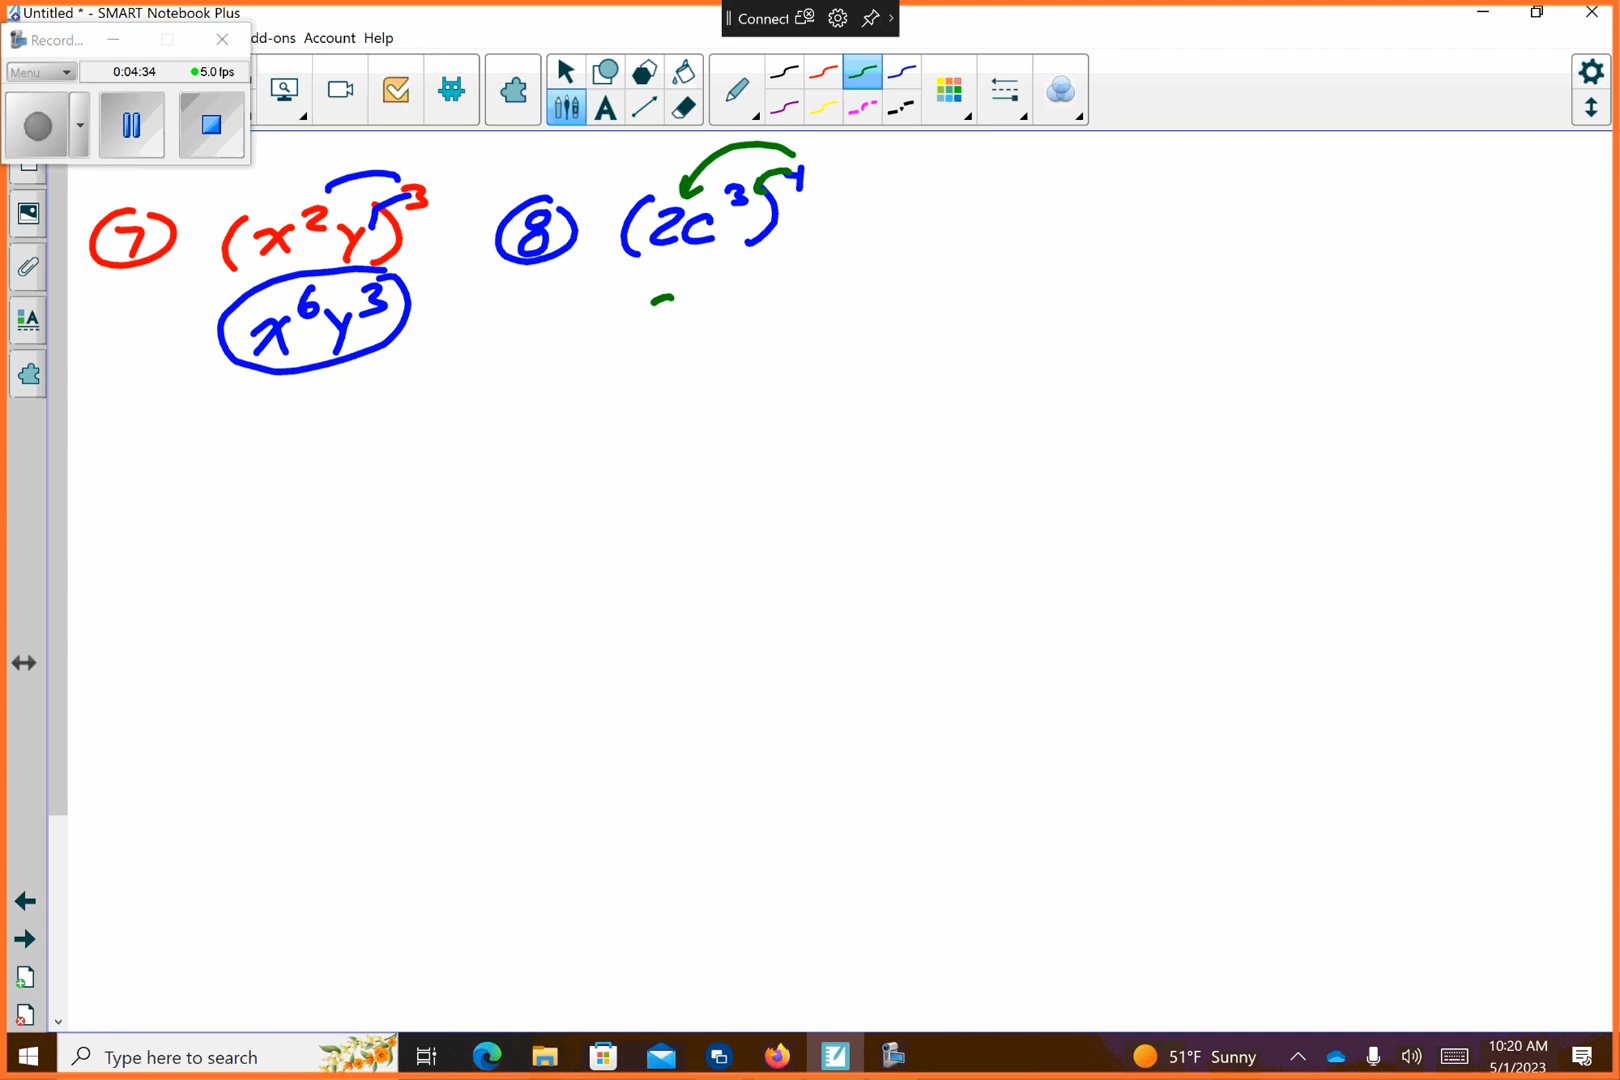 Untitled * - SMART Notebook Plus
Connect
Record...
dd-ons Account Help
Menu 0:04:34 5.0 fps
⑦ (x²y)³ ⑧ (2c³)⁴
x⁶y³
Type here to search
51°F Sunny
10:20 AM
5/1/2023